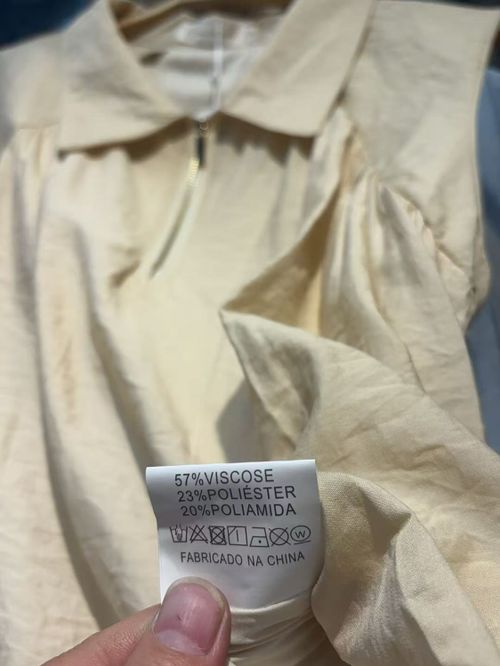 57%VISCOSE
23%POLIÉSTER
20%POLIAMIDA
W
FABRICADO NA CHINA